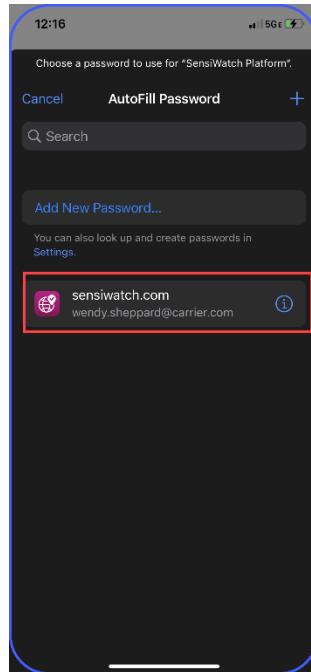 12:16
5G E
Choose a password to use for “SensiWatch Platform”.
Cancel
AutoFill Password
+
Search
Add New Password...
You can also look up and create passwords in
Settings.
sensiwatch.com
wendy.sheppard@carrier.com